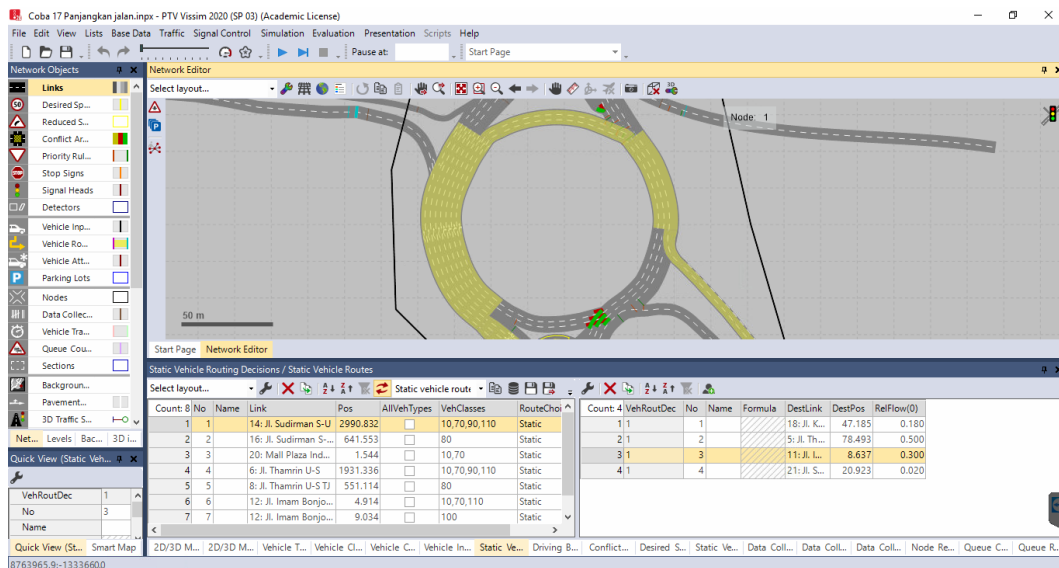 Coba 17 Panjangkan jalan.inpx - PTV Vissim 2020 (SP 03) (Academic License)
File Edit View Lists Base Data Traffic Signal Control Simulation Evaluation Presentation Scripts Help
Pause at: Start Page
Network Objects
Network Editor
Links
Select layout...
Desired Sp...
Reduced S...
Conflict Ar...
Priority Rul...
Stop Signs
Signal Heads
Detectors
Vehicle Inp...
Vehicle Ro...
Vehicle Att...
Parking Lots
Nodes
Data Collec...
Vehicle Tra...
Queue Cou...
Sections
Backgroun...
Pavement...
3D Traffic S...
Net... Levels Bac... 3D i...
Node: 1
50 m
Start Page Network Editor
Static Vehicle Routing Decisions / Static Vehicle Routes
Select layout... Static vehicle route
Count: 8 No Name Link Pos AllVehTypes VehClasses RouteChoi
1 1 14: Jl. Sudirman S-U 2990.832 10,70,90,110 Static
2 2 16: Jl. Sudirman S-... 641.553 80 Static
3 3 20: Mall Plaza Ind... 1.544 10,70 Static
4 4 6: Jl. Thamrin U-S 1931.336 10,70,90,110 Static
5 5 8: Jl. Thamrin U-S TJ 551.114 80 Static
6 6 12: Jl. Imam Bonjo... 4.914 10,70,110 Static
7 7 12: Jl. Imam Bonjo... 9.034 100 Static
Count: 4 VehRoutDec No Name Formula DestLink DestPos RelFlow(0)
1 1 1 18: Jl. K... 47.185 0.180
2 1 2 5: Jl. Th... 78.493 0.500
3 1 3 11: Jl. I... 8.637 0.300
4 1 4 21: Jl. S... 20.923 0.020
Quick View (Static Veh...
VehRoutDec 1
No 3
Name
Quick View (St... Smart Map
2D/3D M... 2D/3D M... Vehicle T... Vehicle Cl... Vehicle C... Vehicle In... Static Ve... Driving B... Conflict... Desired S... Static Ve... Data Coll... Data Coll... Data Coll... Node Re... Queue C... Queue R...
8763965.9:-1333660.0